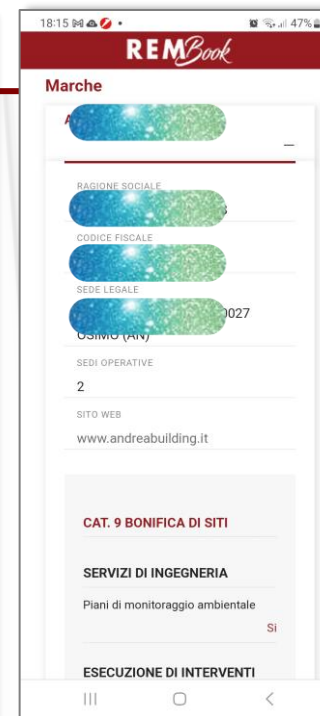 18:15
47%
REMBook
Marche
RAGIONE SOCIALE
CODICE FISCALE
SEDE LEGALE
0027
OSIMO (AN)
SEDI OPERATIVE
2
SITO WEB
www.andreabuilding.it
CAT. 9 BONIFICA DI SITI
SERVIZI DI INGEGNERIA
Piani di monitoraggio ambientale
Si
ESECUZIONE DI INTERVENTI